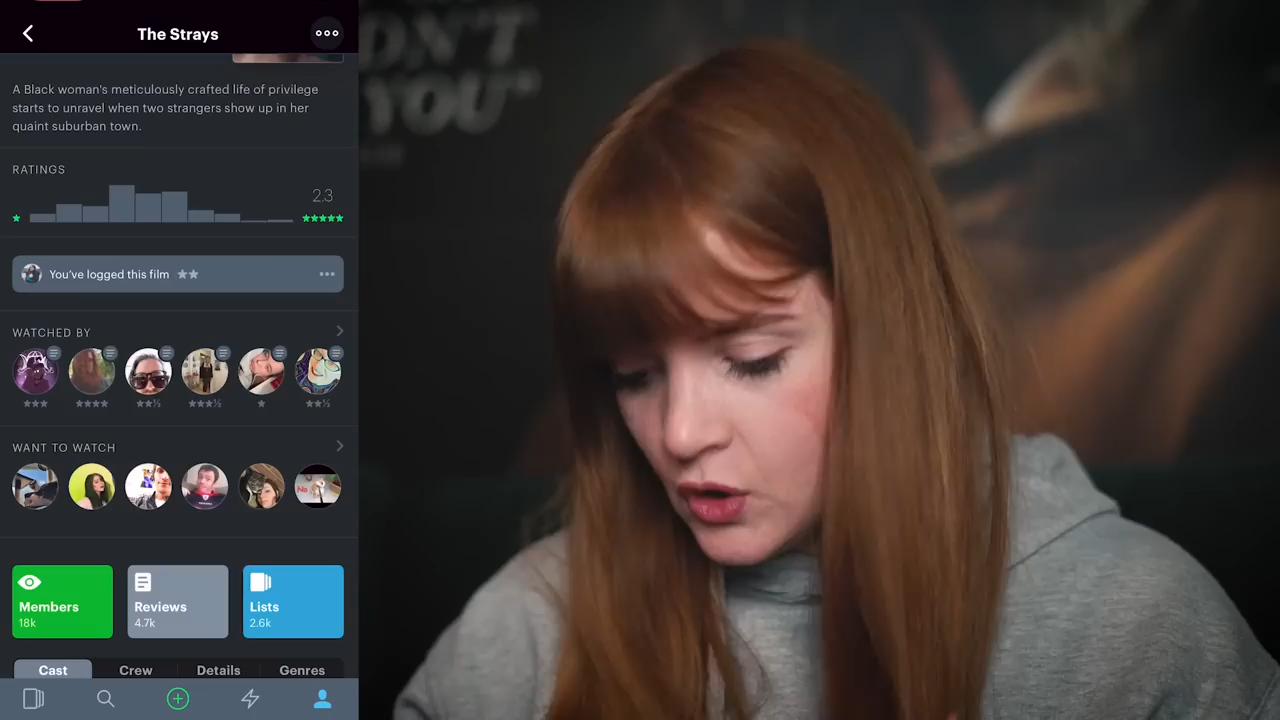 The Strays
A Black woman's meticulously crafted life of privilege
starts to unravel when two strangers show up in her
quaint suburban town.
RATINGS
2.3
You've logged this film
WATCHED BY
WANT TO WATCH
Members
18k
Reviews
4.7k
Lists
2.6k
Cast
Crew
Details
Genres
YOU"